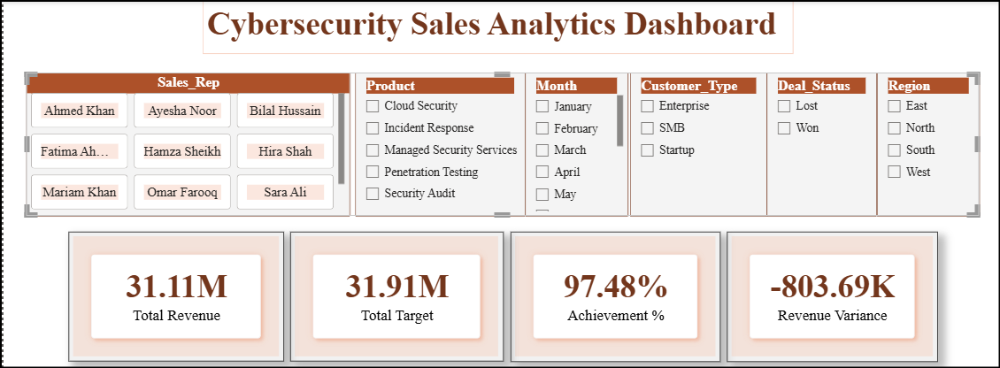 Cybersecurity Sales Analytics Dashboard
Sales_Rep
Ahmed Khan
Ayesha Noor
Bilal Hussain
Fatima Ah…
Hamza Sheikh
Hira Shah
Mariam Khan
Omar Farooq
Sara Ali
Product
Cloud Security
Incident Response
Managed Security Services
Penetration Testing
Security Audit
Month
January
February
March
April
May
Customer_Type
Enterprise
SMB
Startup
Deal_Status
Lost
Won
Region
East
North
South
West
31.11M
Total Revenue
31.91M
Total Target
97.48%
Achievement %
-803.69K
Revenue Variance